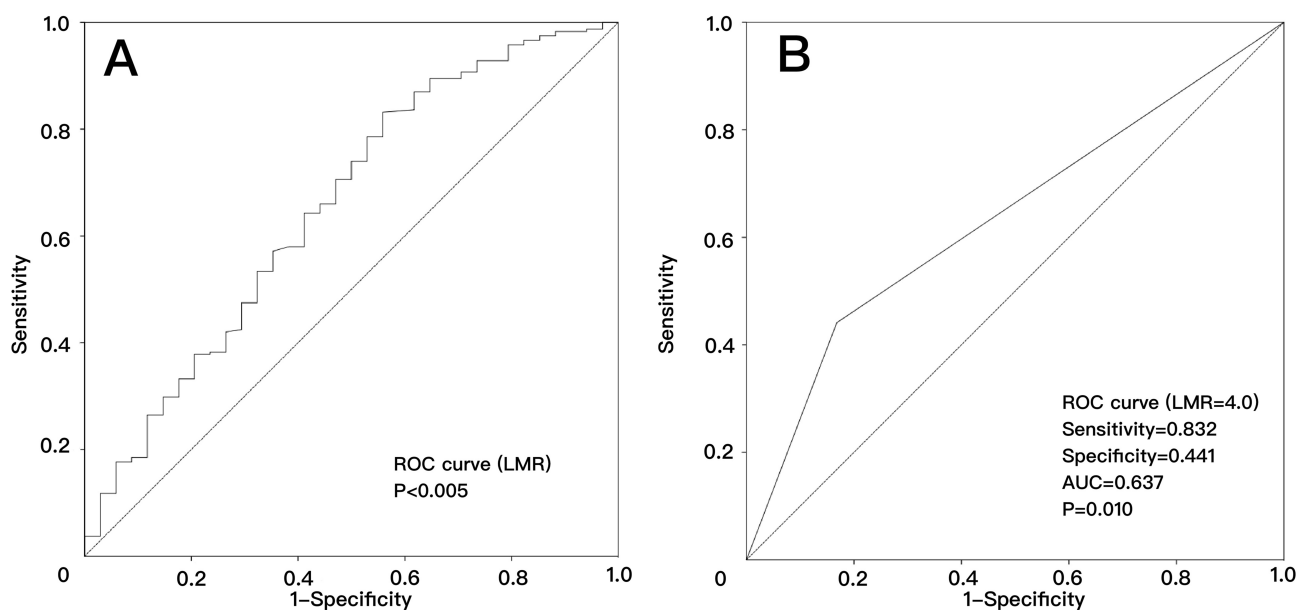 A
1.0
0.8
0.6
0.4
0.2
0
0.2
0.4
0.6
0.8
1.0
Sensitivity
1–Specificity
ROC curve (LMR)
P<0.005
B
1.0
0.8
0.6
0.4
0.2
0
0.2
0.4
0.6
0.8
1.0
Sensitivity
1–Specificity
ROC curve (LMR=4.0)
Sensitivity=0.832
Specificity=0.441
AUC=0.637
P=0.010